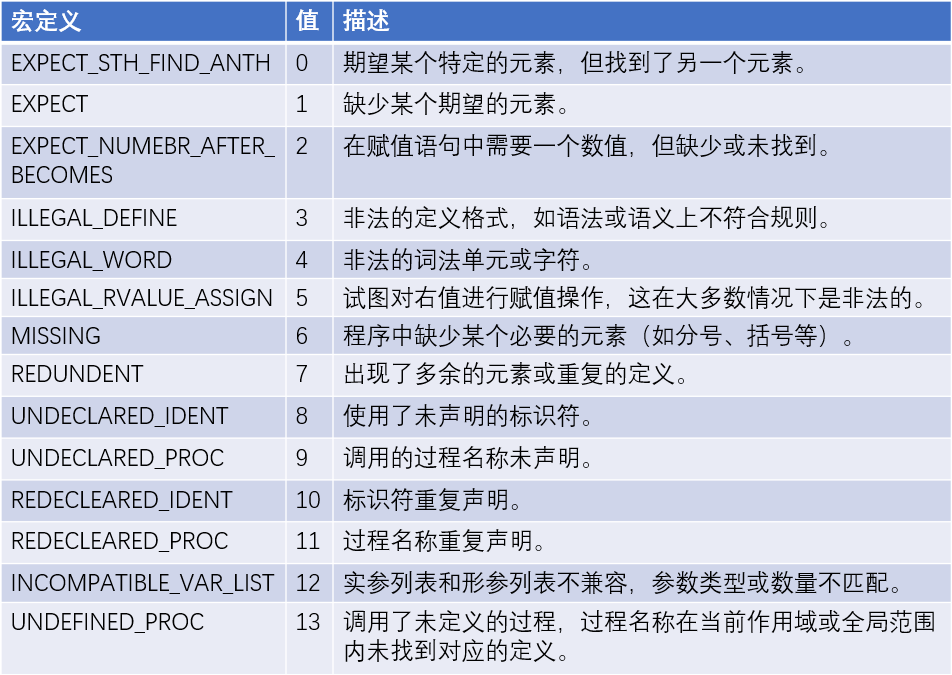 宏定义 值 描述
EXPECT_STH_FIND_ANTH 0 期望某个特定的元素，但找到了另一个元素。
EXPECT 1 缺少某个期望的元素。
EXPECT_NUMEBR_AFTER_ 2 在赋值语句中需要一个数值，但缺少或未找到。
BECOMES
ILLEGAL_DEFINE 3 非法的定义格式，如语法或语义上不符合规则。
ILLEGAL_WORD 4 非法的词法单元或字符。
ILLEGAL_RVALUE_ASSIGN 5 试图对右值进行赋值操作，这在大多数情况下是非法的。
MISSING 6 程序中缺少某个必要的元素（如分号、括号等）。
REDUNDENT 7 出现了多余的元素或重复的定义。
UNDECLARED_IDENT 8 使用了未声明的标识符。
UNDECLARED_PROC 9 调用的过程名称未声明。
REDECLEARED_IDENT 10 标识符重复声明。
REDECLEARED_PROC 11 过程名称重复声明。
INCOMPATIBLE_VAR_LIST 12 实参列表和形参列表不兼容，参数类型或数量不匹配。
UNDEFINED_PROC 13 调用了未定义的过程，过程名称在当前作用域或全局范围
内未找到对应的定义。